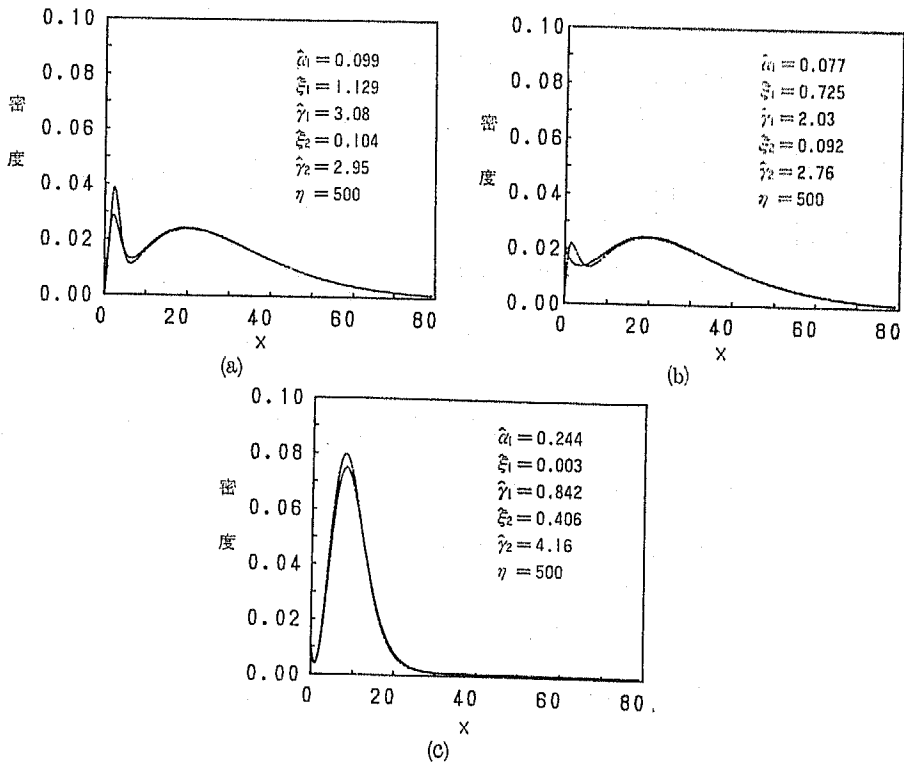 0.10
0.08
0.06
0.04
0.02
0.00
密
度
α̂₁=0.099
ξ̂₁=1.129
γ̂₁=3.08
ξ̂₂=0.104
γ̂₂=2.95
η =500
0 20 40 60 80
X
(a)
0.10
0.08
0.06
0.04
0.02
0.00
密
度
α̂₁=0.077
ξ̂₁=0.725
γ̂₁=2.03
ξ̂₂=0.092
γ̂₂=2.76
η =500
0 20 40 60 80
X
(b)
0.10
0.08
0.06
0.04
0.02
0.00
密
度
α̂₁=0.244
ξ̂₁=0.003
γ̂₁=0.842
ξ̂₂=0.406
γ̂₂=4.16
η =500
0 20 40 60 80
X
(c)